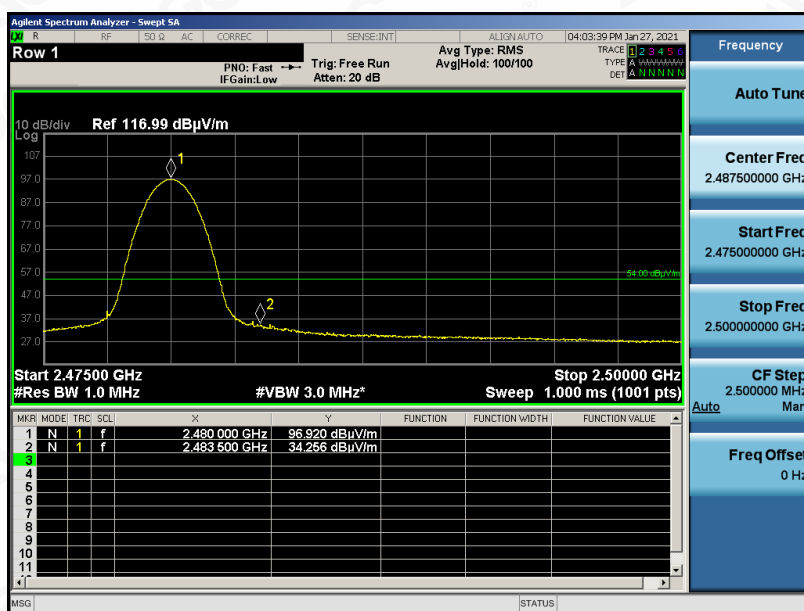 Agilent Spectrum Analyzer - Swept SA
LXI R RF 50 Ω AC CORREC SENSE:INT ALIGN AUTO 04:03:39 PM Jan 27, 2021
Row 1
PNO: Fast
IFGain:Low
Trig: Free Run
Atten: 20 dB
Avg Type: RMS
Avg|Hold: 100/100
TRACE 1 2 3 4 5 6
TYPE A WWWWW
DET A N N N N N
10 dB/div Ref 116.99 dBµV/m
Log
107
97.0
87.0
77.0
67.0
57.0
47.0
37.0
27.0
1
2
54.00 dBµV/m
Start 2.47500 GHz Stop 2.50000 GHz
#Res BW 1.0 MHz #VBW 3.0 MHz* Sweep 1.000 ms (1001 pts)
MKR MODE TRC SCL X Y FUNCTION FUNCTION WIDTH FUNCTION VALUE
1 N 1 f 2.480 000 GHz 96.920 dBµV/m
2 N 1 f 2.483 500 GHz 34.256 dBµV/m
3
4
5
6
7
8
9
10
11
MSG STATUS
Frequency
Auto Tune
Center Freq
2.487500000 GHz
Start Freq
2.475000000 GHz
Stop Freq
2.500000000 GHz
CF Step
2.500000 MHz
Auto Man
Freq Offset
0 Hz